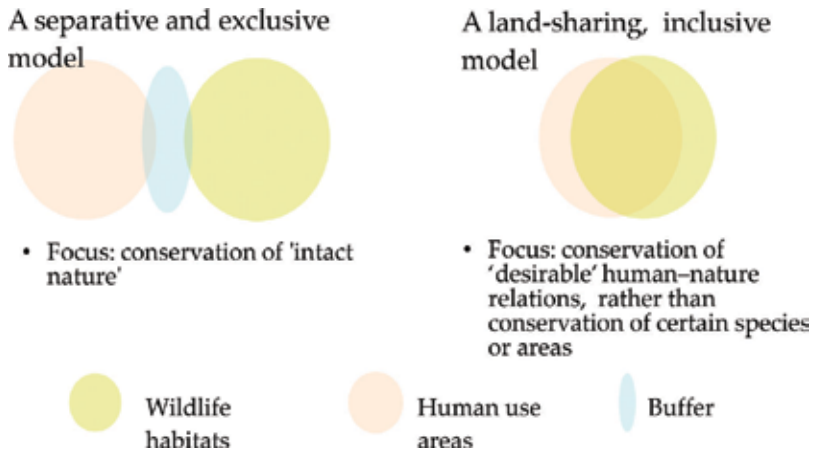 A separative and exclusive
model
• Focus: conservation of 'intact
nature'
A land-sharing, inclusive
model
• Focus: conservation of
‘desirable’ human–nature
relations, rather than
conservation of certain species
or areas
Wildlife
habitats
Human use
areas
Buffer